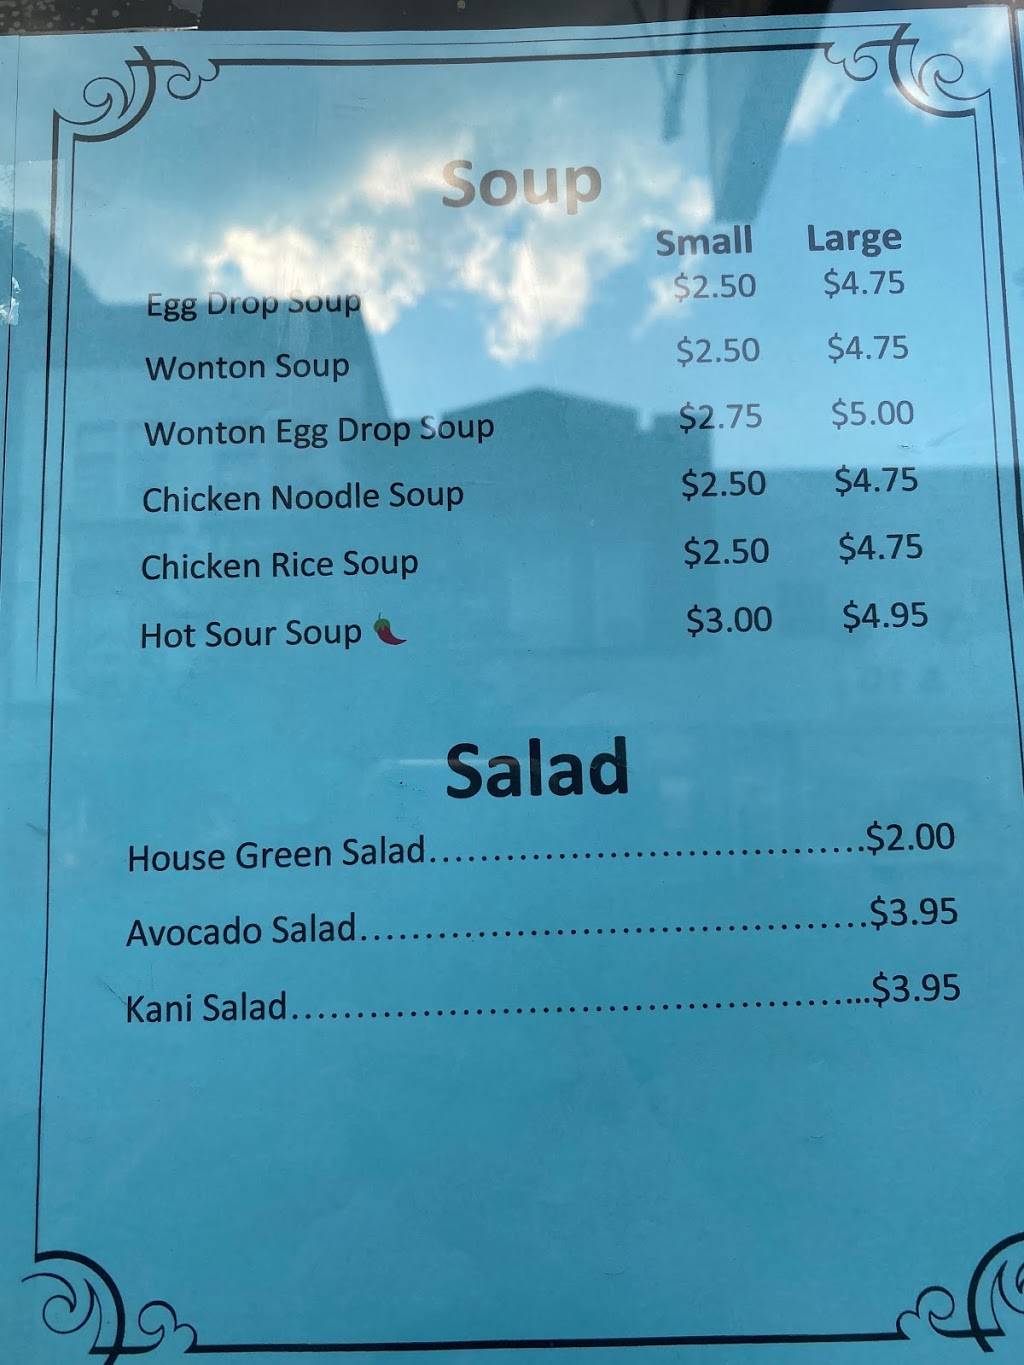 Soup
Small Large
Egg Drop Soup $2.50 $4.75
Wonton Soup $2.50 $4.75
Wonton Egg Drop Soup $2.75 $5.00
Chicken Noodle Soup $2.50 $4.75
Chicken Rice Soup $2.50 $4.75
Hot Sour Soup 🌶 $3.00 $4.95
Salad
House Green Salad..................................$2.00
Avocado Salad.......................................$3.95
Kani Salad.............................................$3.95